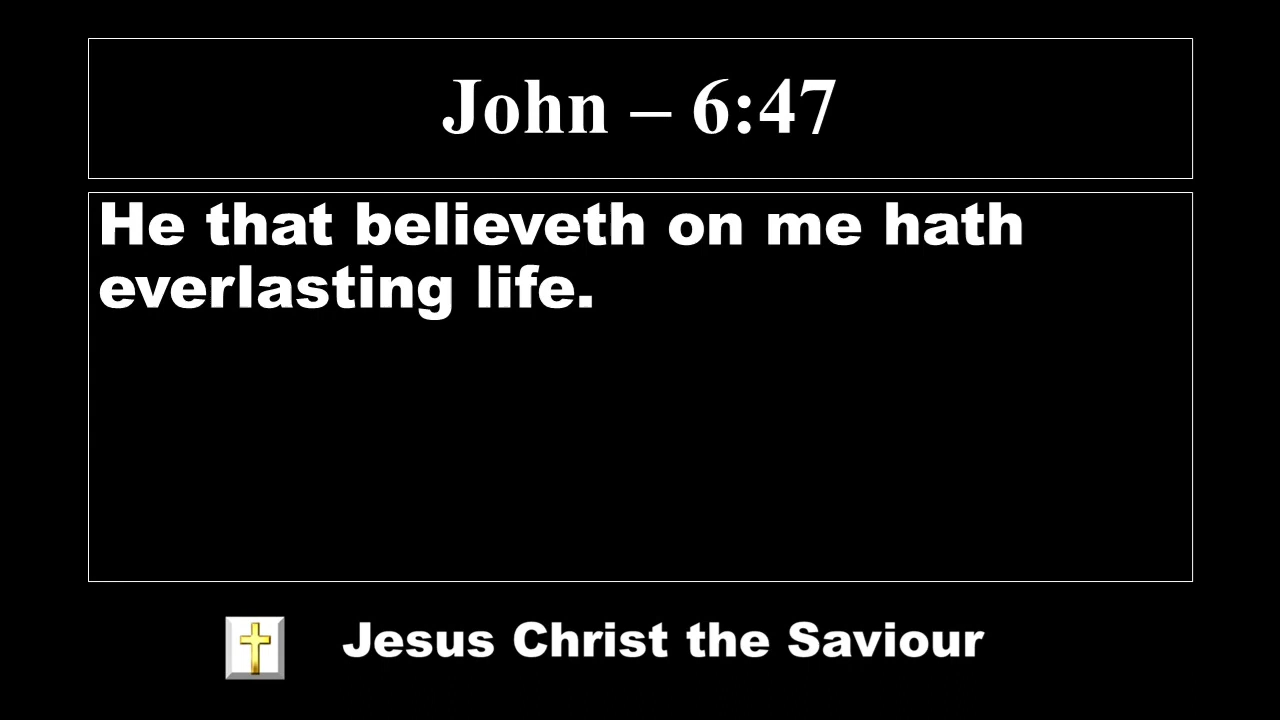 John – 6:47
He that believeth on me hath
everlasting life.
Jesus Christ the Saviour